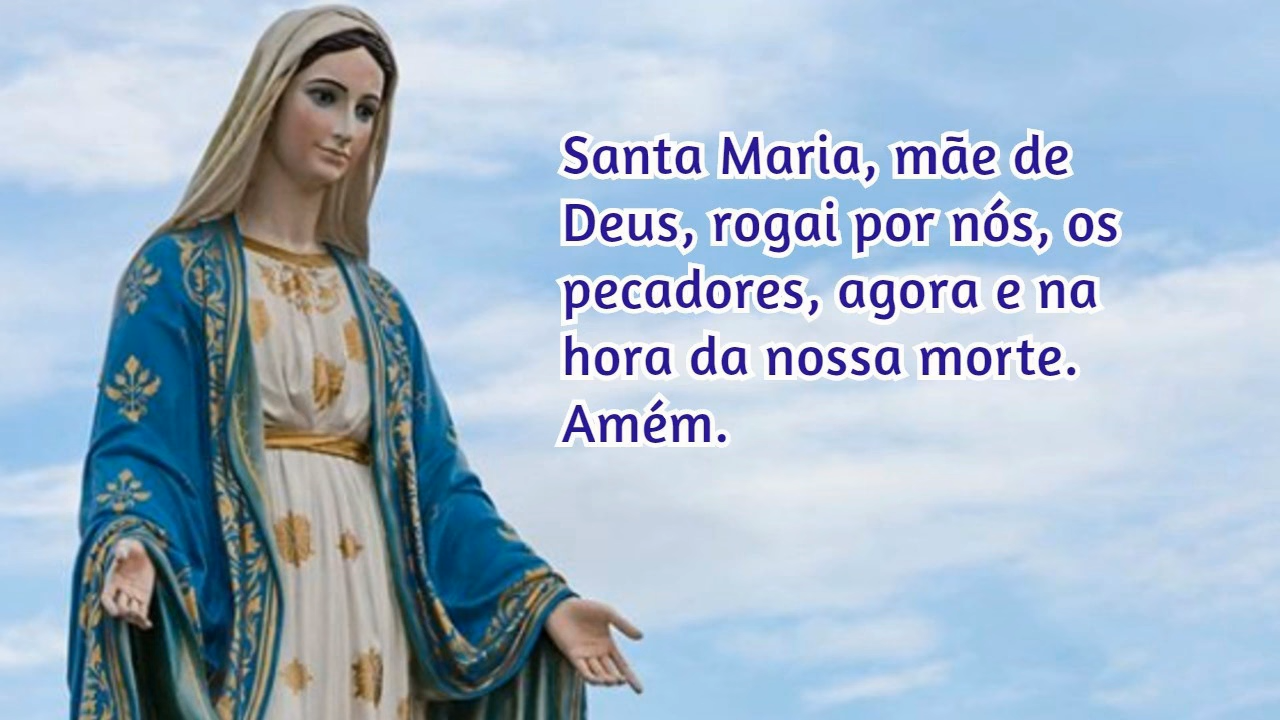 Santa Maria, mãe de
Deus, rogai por nós, os
pecadores, agora e na
hora da nossa morte.
Amém.